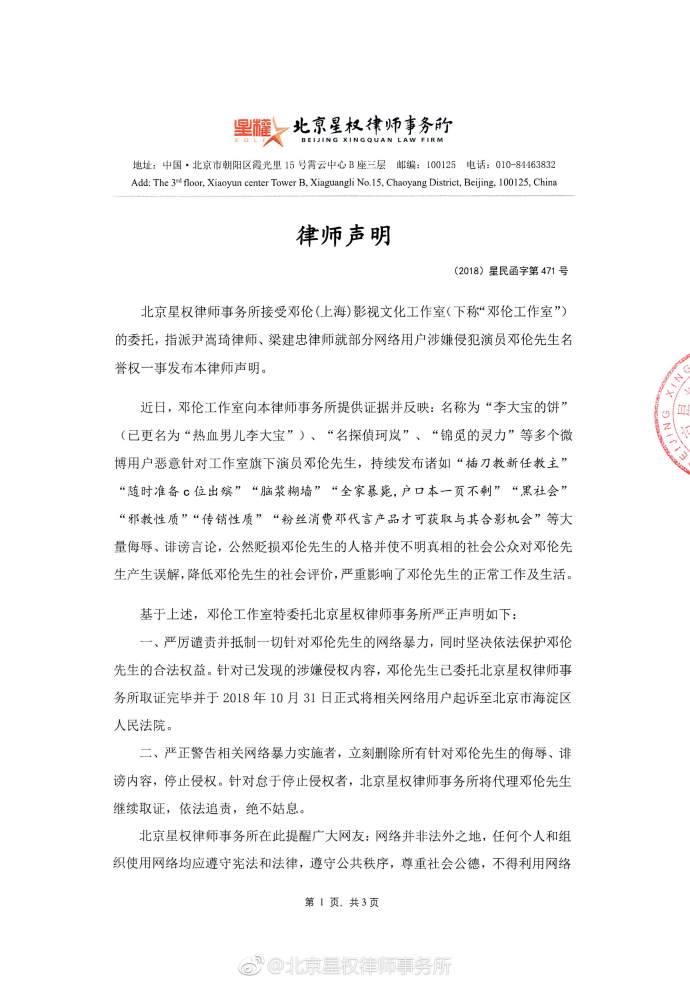 星權
XQLF
北京星权律师事务所
BEIJING XINGQUAN LAW FIRM
地址：中国·北京市朝阳区霞光里 15 号霄云中心 B 座三层 邮编：100125 电话：010-84463832
Add: The 3rd floor, Xiaoyun center Tower B, Xiaguangli No.15, Chaoyang District, Beijing, 100125, China
律师声明
（2018）星民函字第 471 号
北京星权律师事务所接受邓伦（上海）影视文化工作室（下称“邓伦工作室”）
的委托，指派尹嵩琦律师、梁建忠律师就部分网络用户涉嫌侵犯演员邓伦先生名
誉权一事发布本律师声明。
近日，邓伦工作室向本律师事务所提供证据并反映：名称为“李大宝的饼”
（已更名为“热血男儿李大宝”）、“名探侦珂岚”、“锦觅的灵力”等多个微
博用户恶意针对工作室旗下演员邓伦先生，持续发布诸如“插刀教新任教主”
“随时准备 c 位出殡”“脑浆糊墙”“全家暴毙,户口本一页不剩”“黑社会”
“邪教性质”“传销性质”“粉丝消费邓代言产品才可获取与其合影机会”等大
量侮辱、诽谤言论，公然贬损邓伦先生的人格并使不明真相的社会公众对邓伦先
生产生误解，降低邓伦先生的社会评价，严重影响了邓伦先生的正常工作及生活。
基于上述，邓伦工作室特委托北京星权律师事务所严正声明如下：
一、严厉谴责并抵制一切针对邓伦先生的网络暴力，同时坚决依法保护邓伦
先生的合法权益。针对已发现的涉嫌侵权内容，邓伦先生已委托北京星权律师事
务所取证完毕并于 2018 年 10 月 31 日正式将相关网络用户起诉至北京市海淀区
人民法院。
二、严正警告相关网络暴力实施者，立刻删除所有针对邓伦先生的侮辱、诽
谤内容，停止侵权。针对怠于停止侵权者，北京星权律师事务所将代理邓伦先生
继续取证，依法追责，绝不姑息。
北京星权律师事务所在此提醒广大网友：网络并非法外之地，任何个人和组
织使用网络均应遵守宪法和法律，遵守公共秩序，尊重社会公德，不得利用网络
第 1 页，共 3 页
@北京星权律师事务所